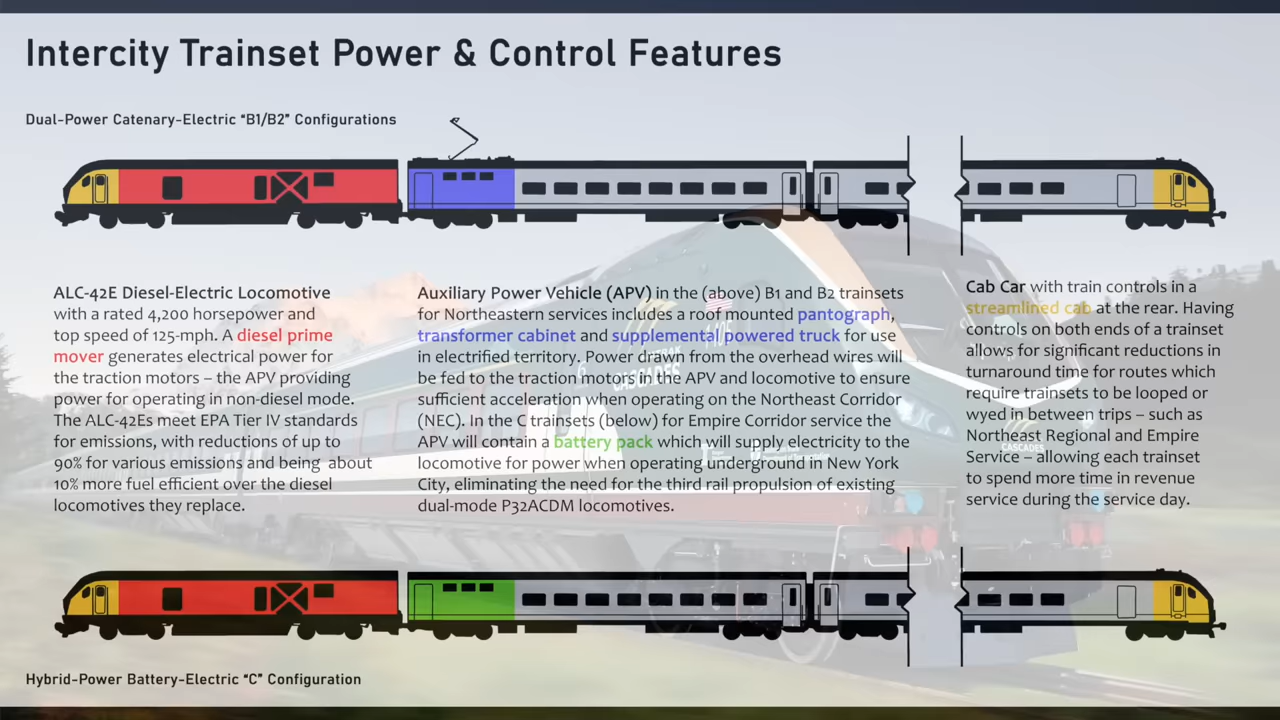 Intercity Trainset Power & Control Features
Dual-Power Catenary-Electric “B1/B2” Configurations
ALC-42E Diesel-Electric Locomotive
with a rated 4,200 horsepower and
top speed of 125-mph. A diesel prime
mover generates electrical power for
the traction motors – the APV providing
power for operating in non-diesel mode.
The ALC-42Es meet EPA Tier IV standards
for emissions, with reductions of up to
90% for various emissions and being about
10% more fuel efficient over the diesel
locomotives they replace.
Auxiliary Power Vehicle (APV) in the (above) B1 and B2 trainsets
for Northeastern services includes a roof mounted pantograph,
transformer cabinet and supplemental powered truck for use
in electrified territory. Power drawn from the overhead wires will
be fed to the traction motors in the APV and locomotive to ensure
sufficient acceleration when operating on the Northeast Corridor
(NEC). In the C trainsets (below) for Empire Corridor service the
APV will contain a battery pack which will supply electricity to the
locomotive for power when operating underground in New York
City, eliminating the need for the third rail propulsion of existing
dual-mode P32ACDM locomotives.
Cab Car with train controls in a
streamlined cab at the rear. Having
controls on both ends of a trainset
allows for significant reductions in
turnaround time for routes which
require trainsets to be looped or
wyed in between trips – such as
Northeast Regional and Empire
Service – allowing each trainset
to spend more time in revenue
service during the service day.
CASCADES
CASCADES
Hybrid-Power Battery-Electric “C” Configuration